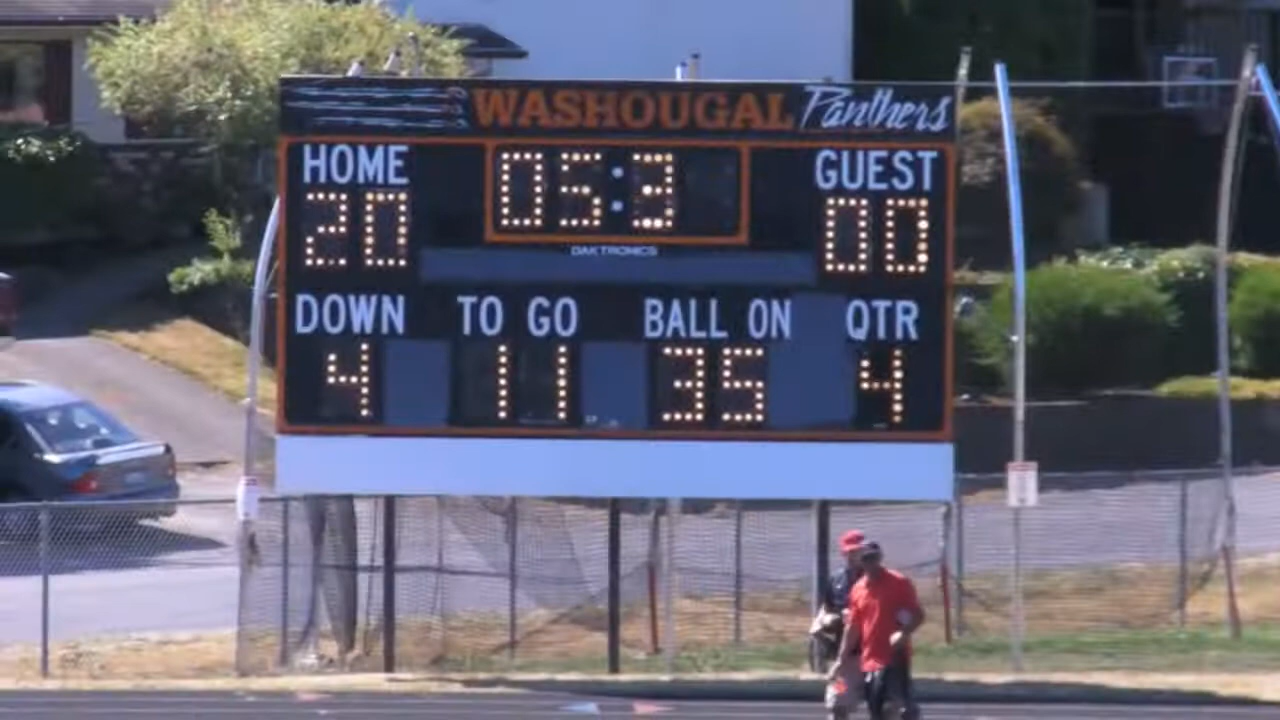 WASHOUGAL Panthers
HOME 05:3 GUEST
20 00
DAKTRONICS
DOWN TO GO BALL ON QTR
4 11 35 4